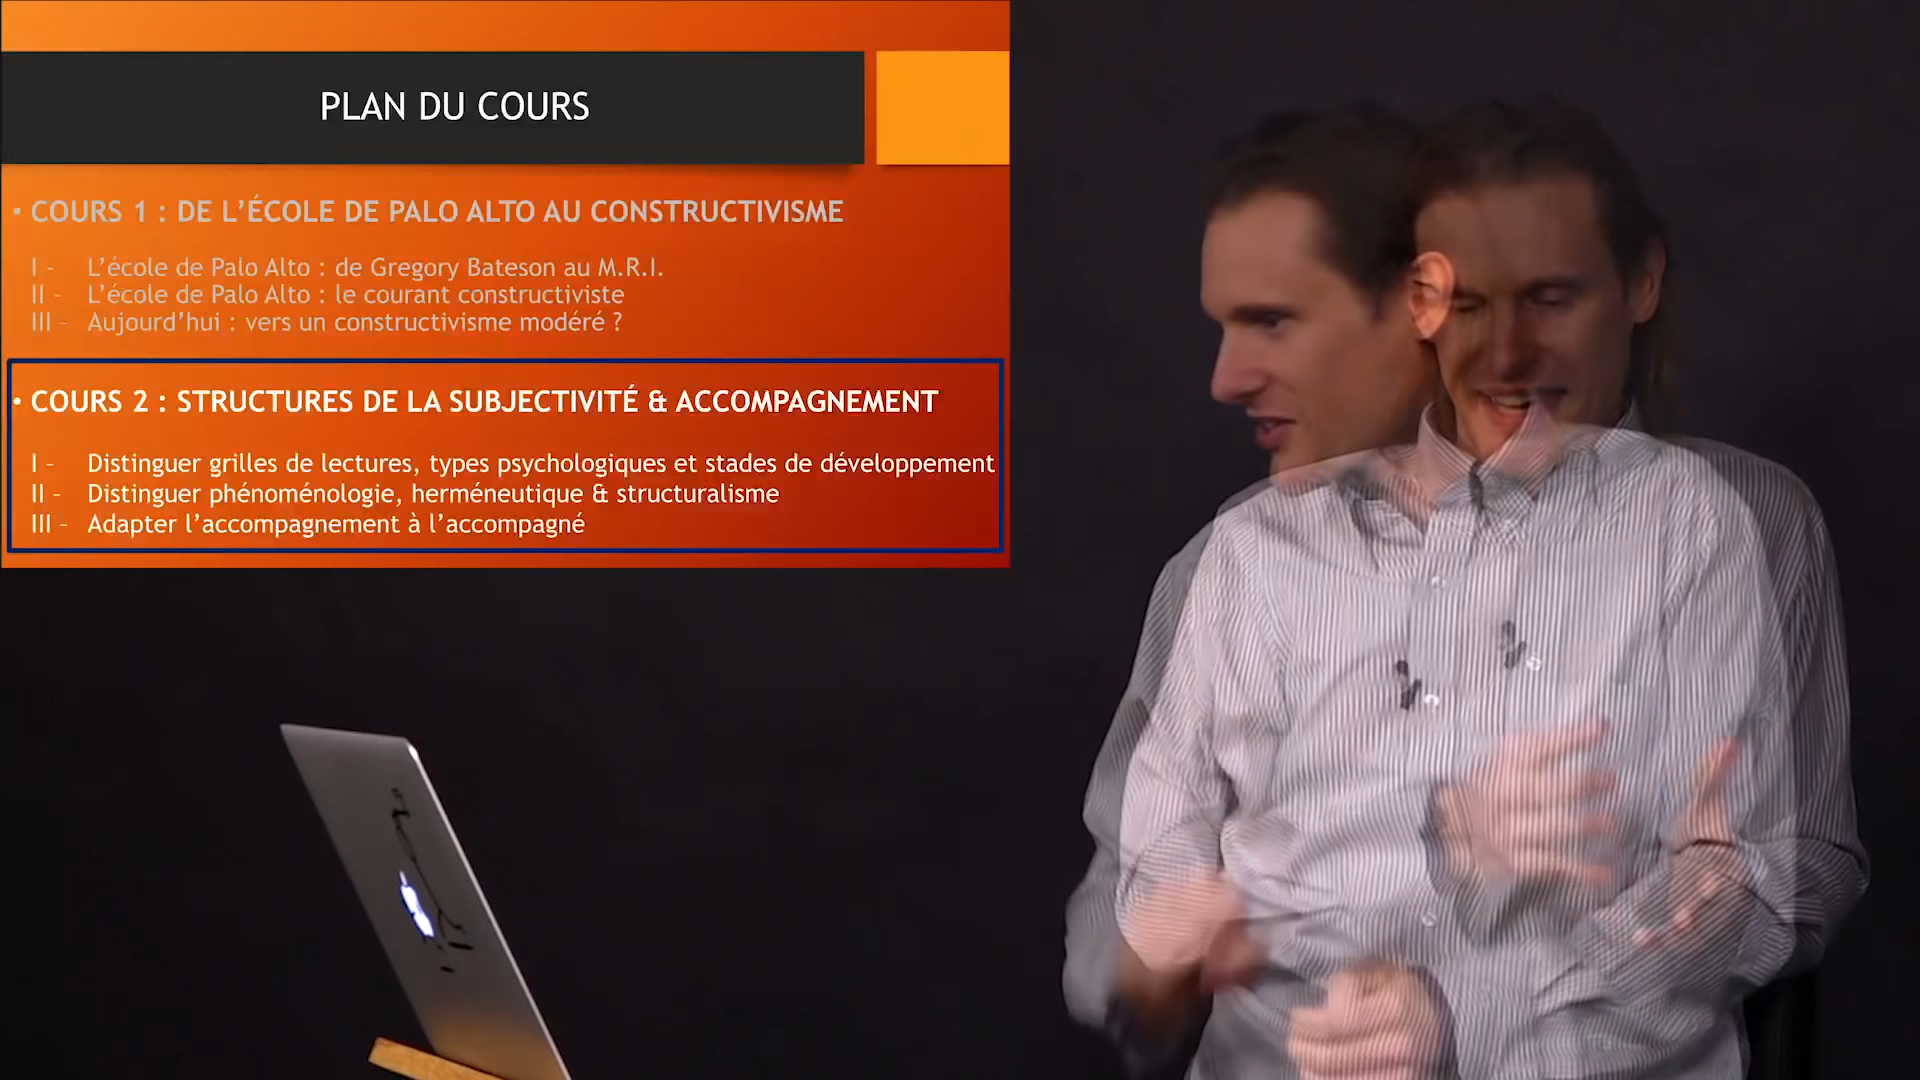 PLAN DU COURS
• COURS 1 : DE L’ÉCOLE DE PALO ALTO AU CONSTRUCTIVISME
I - L’école de Palo Alto : de Gregory Bateson au M.R.I.
II - L’école de Palo Alto : le courant constructiviste
III – Aujourd’hui : vers un constructivisme modéré ?
• COURS 2 : STRUCTURES DE LA SUBJECTIVITÉ & ACCOMPAGNEMENT
I – Distinguer grilles de lectures, types psychologiques et stades de développement
II – Distinguer phénoménologie, herméneutique & structuralisme
III – Adapter l’accompagnement à l’accompagné